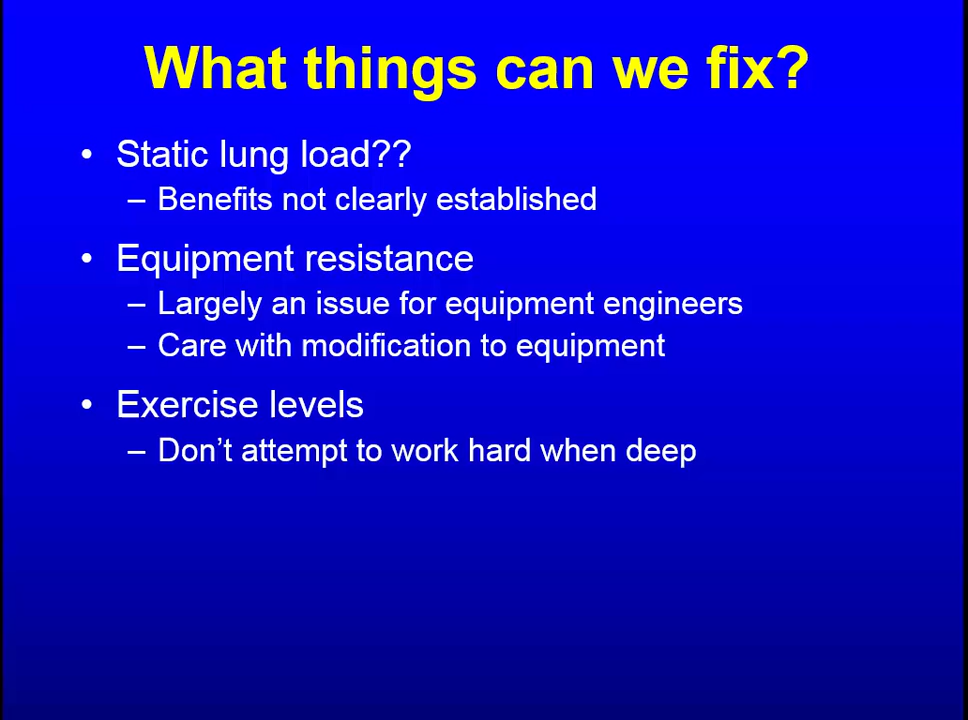 What things can we fix?
• Static lung load??
– Benefits not clearly established
• Equipment resistance
– Largely an issue for equipment engineers
– Care with modification to equipment
• Exercise levels
– Don’t attempt to work hard when deep